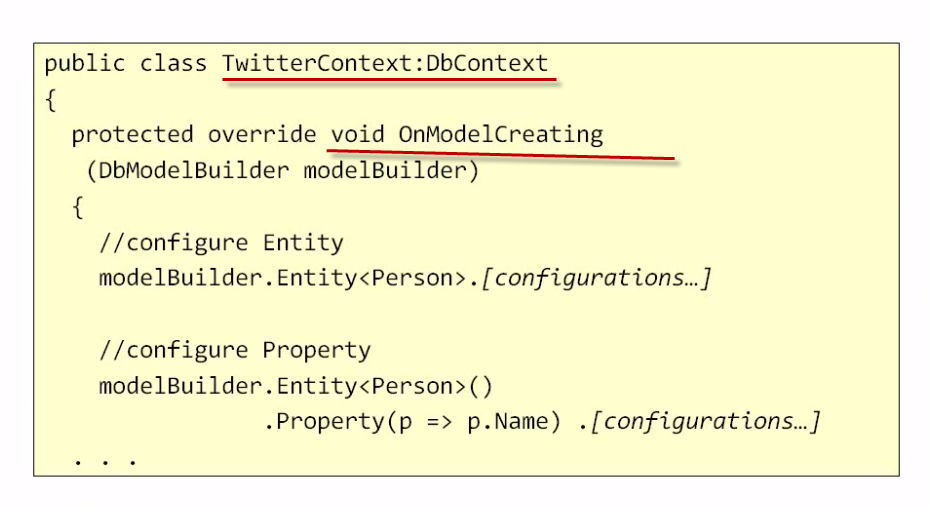 public class TwitterContext:DbContext
{
protected override void OnModelCreating
(DbModelBuilder modelBuilder)
{
//configure Entity
modelBuilder.Entity<Person>.[configurations…]
//configure Property
modelBuilder.Entity<Person>()
.Property(p => p.Name) .[configurations…]
. . .